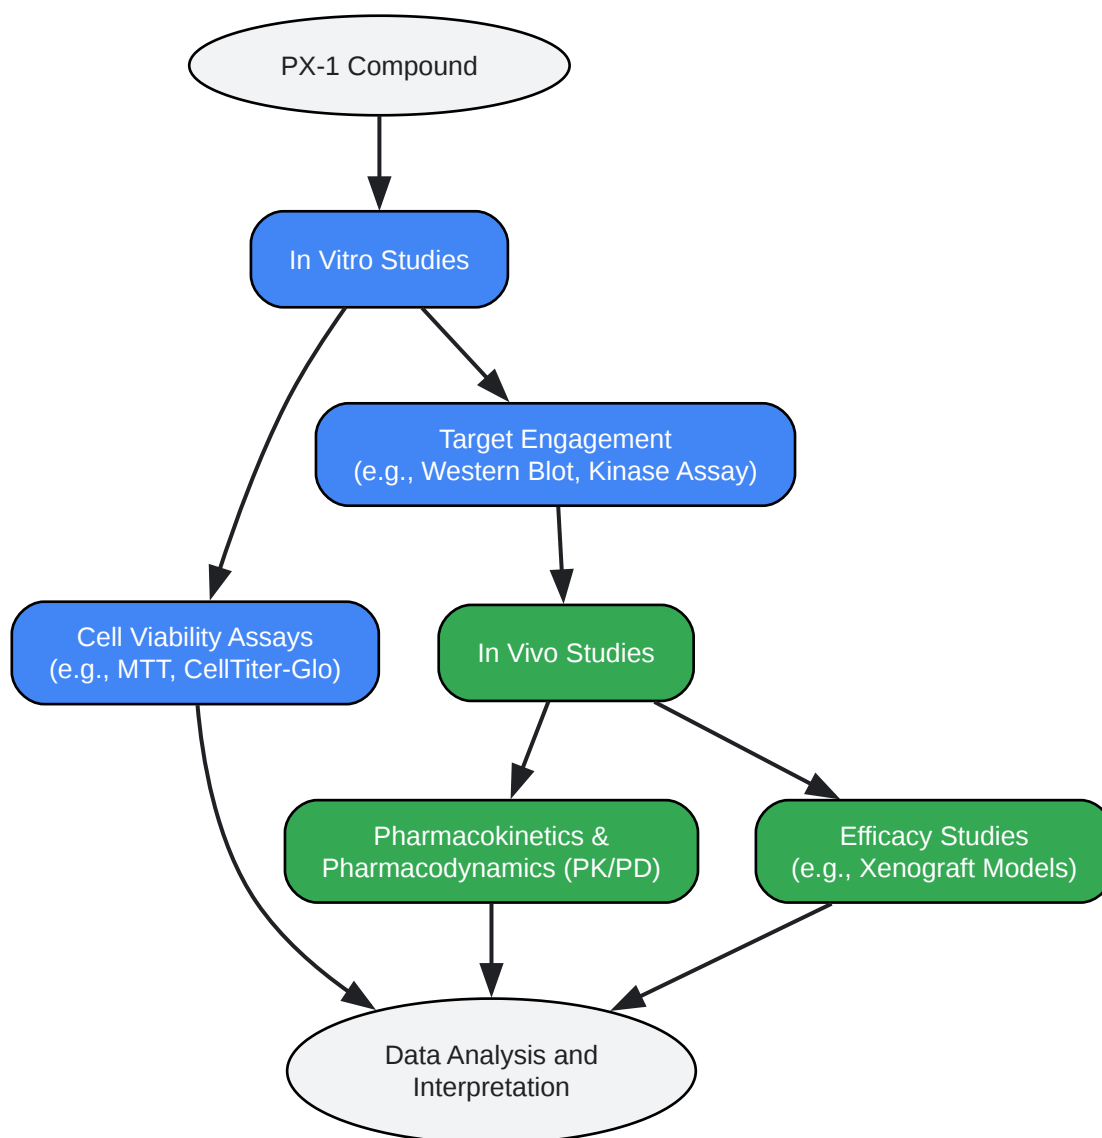 PX-1 Compound
In Vitro Studies
Target Engagement
(e.g., Western Blot, Kinase Assay)
Cell Viability Assays
(e.g., MTT, CellTiter-Glo)
In Vivo Studies
Pharmacokinetics &
Pharmacodynamics (PK/PD)
Efficacy Studies
(e.g., Xenograft Models)
Data Analysis and
Interpretation